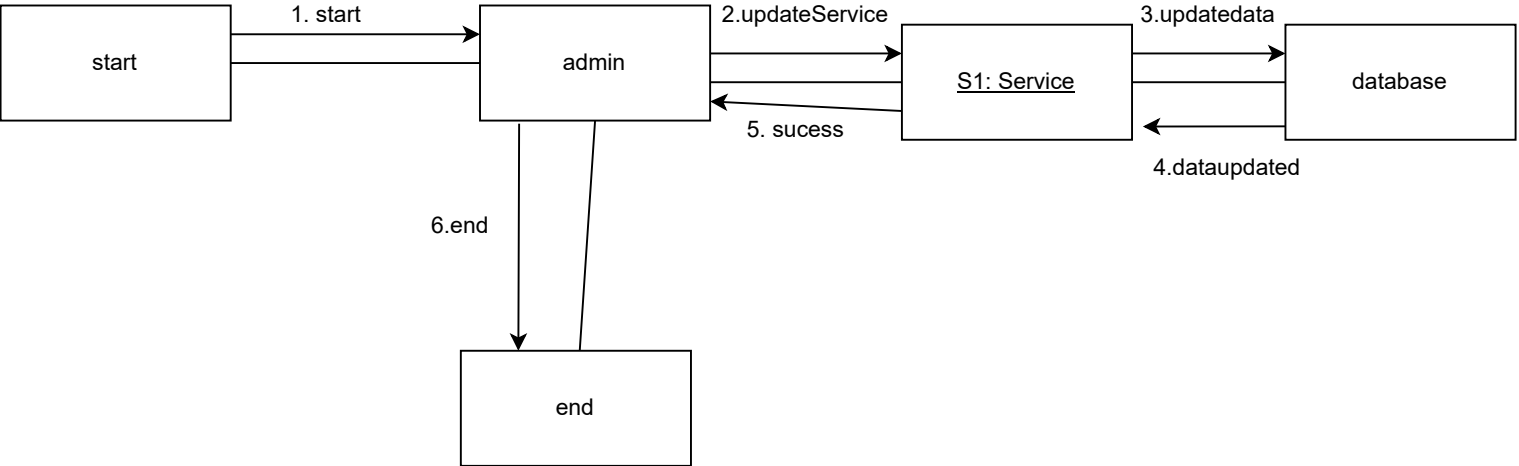 1. start
2.updateService
3.updatedata
start
admin
S1: Service
database
5. sucess
4.dataupdated
6.end
end